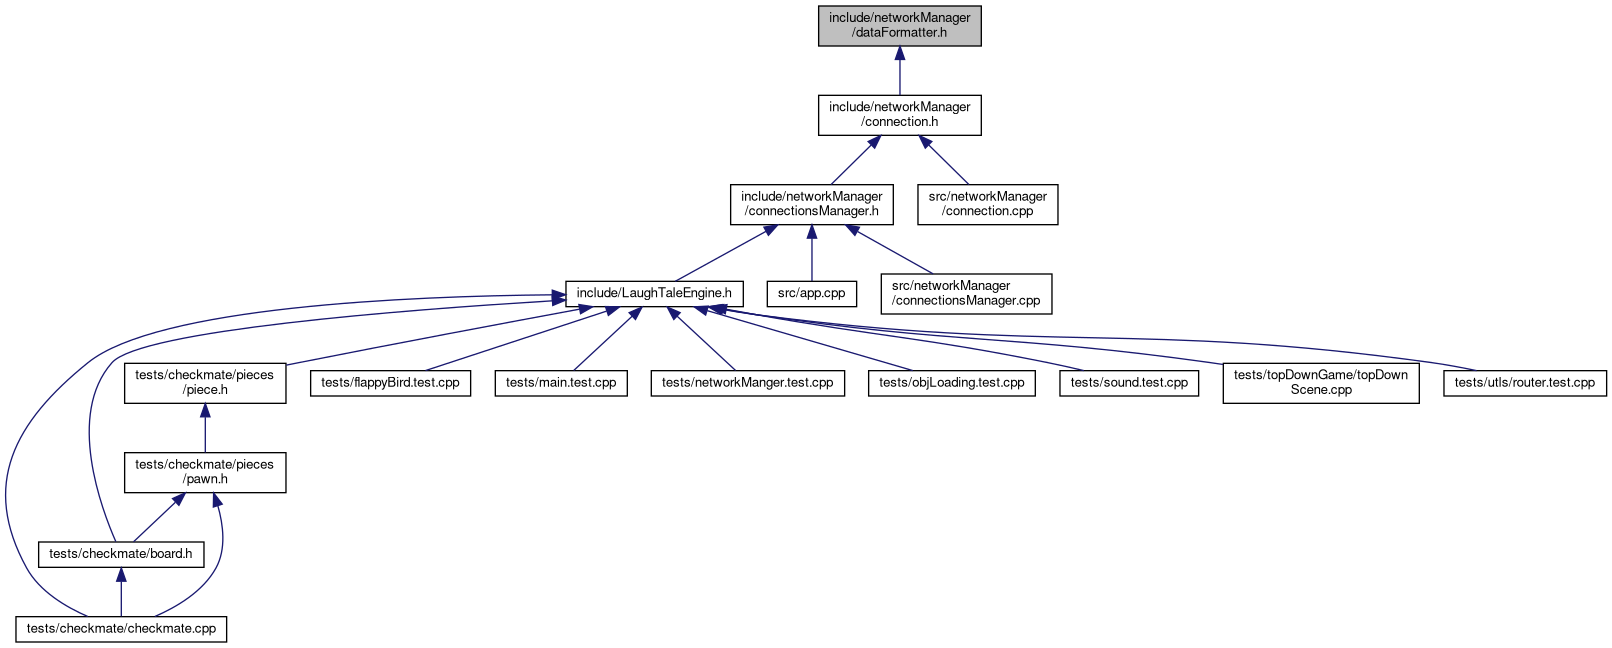 include/networkManager
/dataFormatter.h
include/networkManager
/connection.h
include/networkManager
/connectionsManager.h
src/networkManager
/connection.cpp
include/LaughTaleEngine.h
src/app.cpp
src/networkManager
/connectionsManager.cpp
tests/checkmate/pieces
/piece.h
tests/flappyBird.test.cpp
tests/main.test.cpp
tests/networkManger.test.cpp
tests/objLoading.test.cpp
tests/sound.test.cpp
tests/topDownGame/topDown
Scene.cpp
tests/utls/router.test.cpp
tests/checkmate/pieces
/pawn.h
tests/checkmate/board.h
tests/checkmate/checkmate.cpp